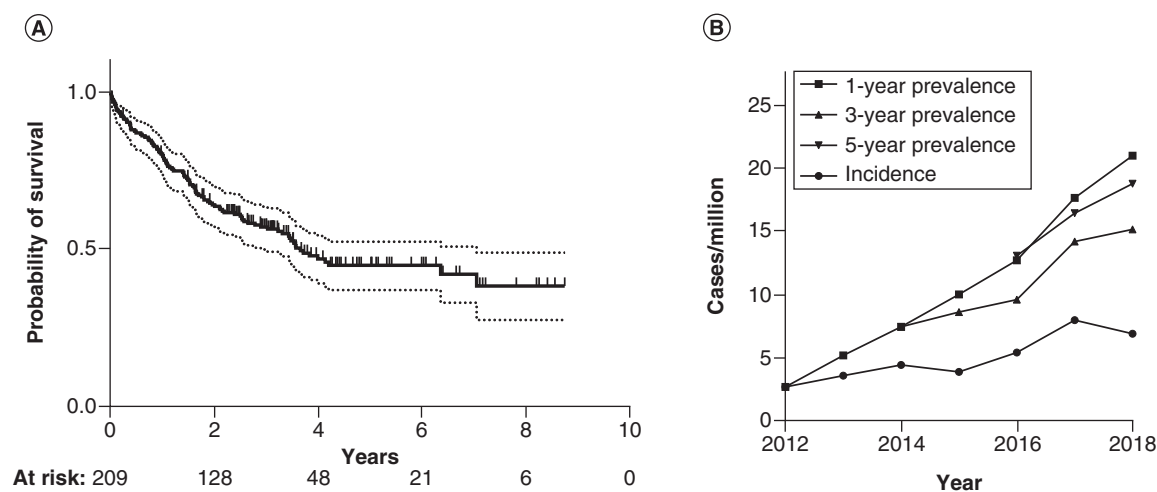 A
Probability of survival
1.0
0.5
0.0
0 2 4 6 8 10
Years
At risk: 209 128 48 21 6 0
B
Cases/million
25
20
15
10
5
0
1-year prevalence
3-year prevalence
5-year prevalence
Incidence
2012 2014 2016 2018
Year